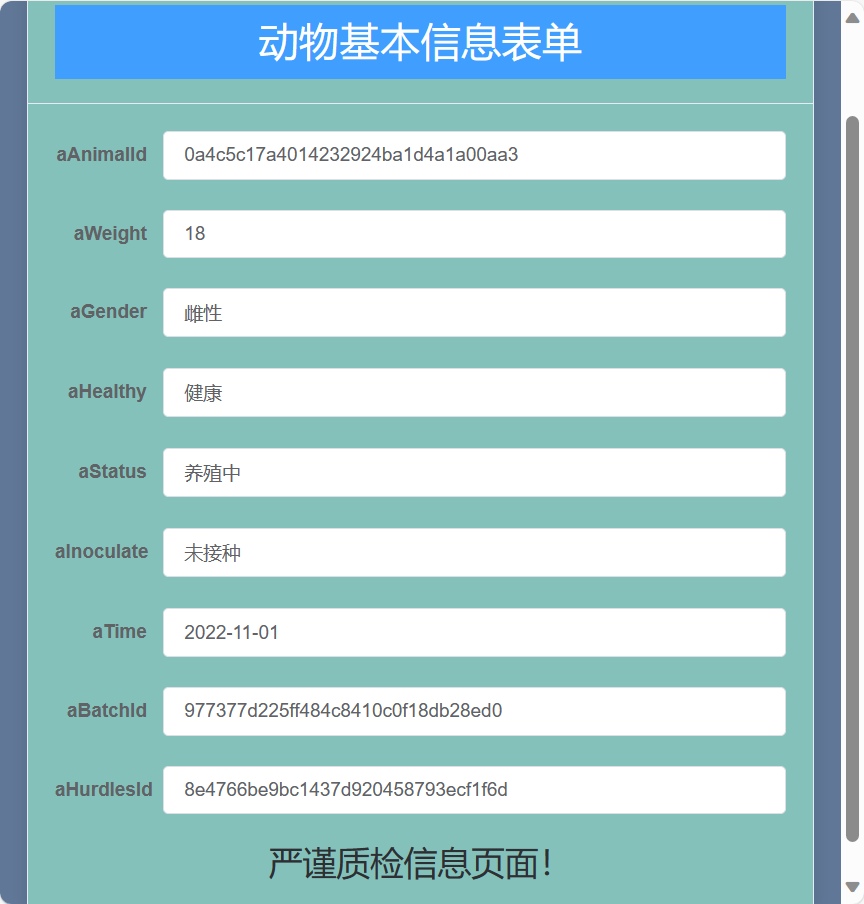 动物基本信息表单
aAnimalId 0a4c5c17a4014232924ba1d4a1a00aa3
aWeight 18
aGender 雌性
aHealthy 健康
aStatus 养殖中
aInoculate 未接种
aTime 2022-11-01
aBatchId 977377d225ff484c8410c0f18db28ed0
aHurdlesId 8e4766be9bc1437d920458793ecf1f6d
严谨质检信息页面！